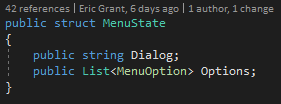 42 references | Eric Grant, 6 days ago | 1 author, 1 change
public struct MenuState
{
    public string Dialog;
    public List<MenuOption> Options;
}